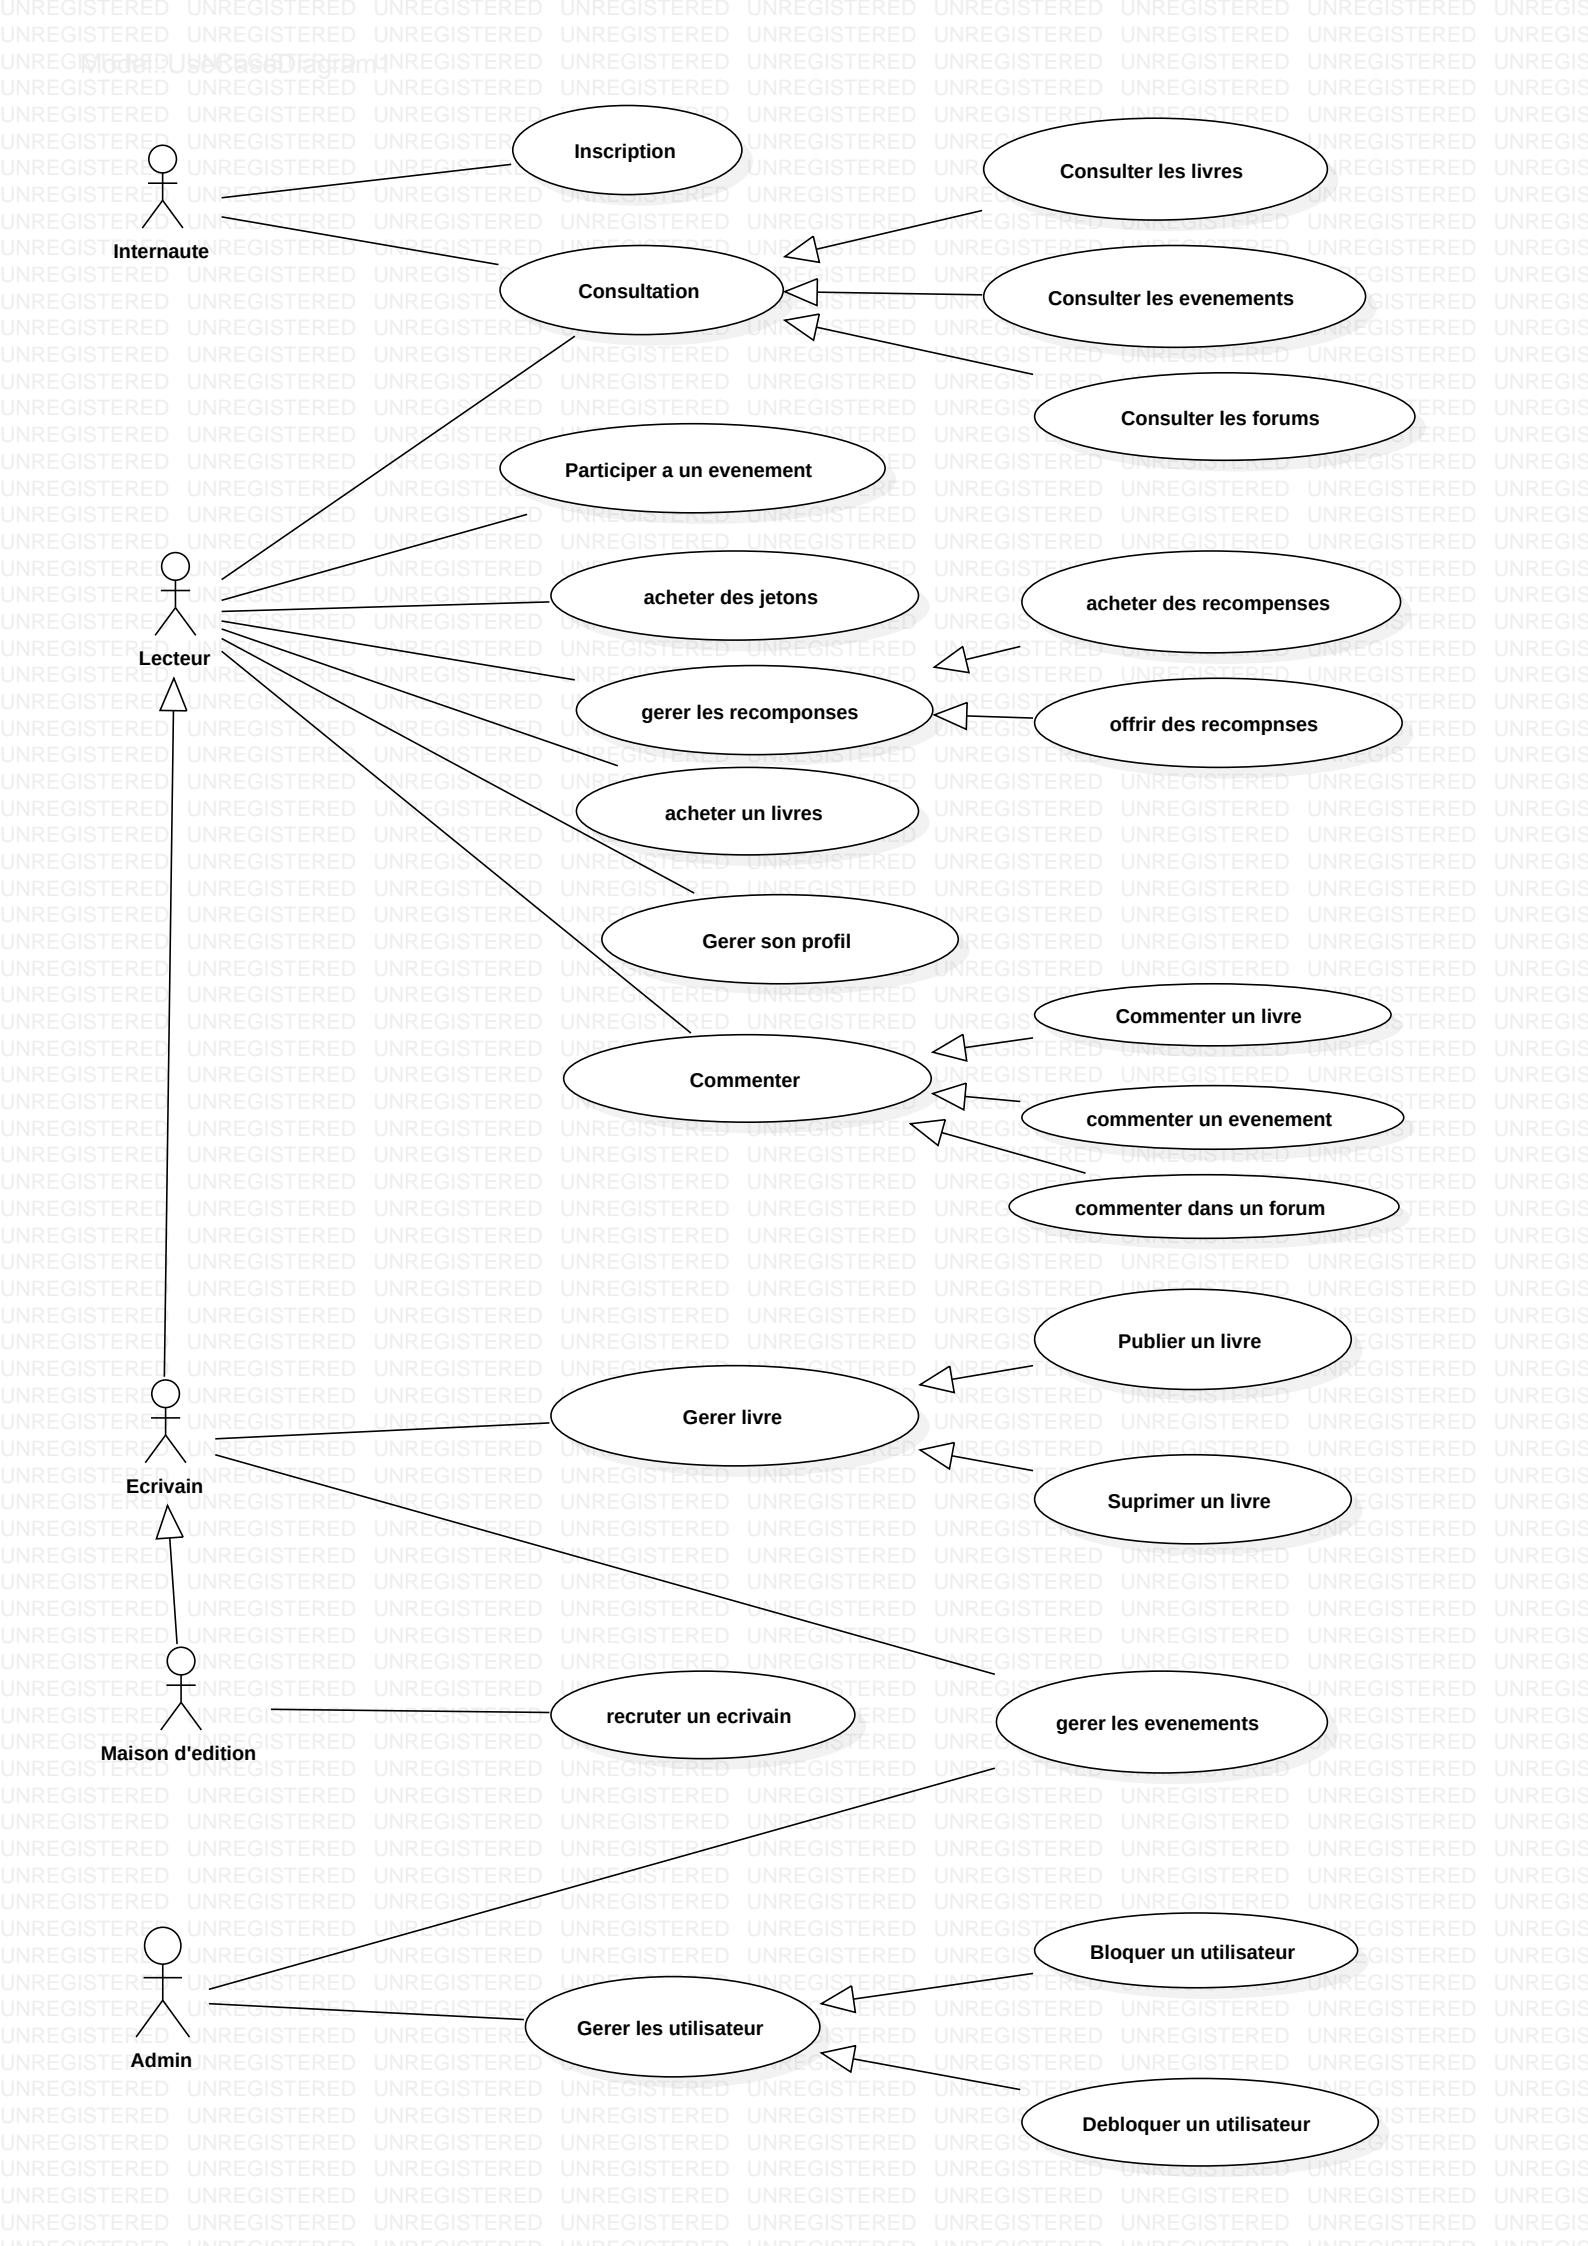 Model::UseCaseDiagram1
Inscription
Consulter les livres
Internaute
Consultation
Consulter les evenements
Consulter les forums
Participer a un evenement
acheter des jetons
acheter des recompenses
Lecteur
gerer les recomponses
offrir des recompnses
acheter un livres
Gerer son profil
Commenter un livre
Commenter
commenter un evenement
commenter dans un forum
Publier un livre
Gerer livre
Ecrivain
Suprimer un livre
recruter un ecrivain
gerer les evenements
Maison d'edition
Bloquer un utilisateur
Gerer les utilisateur
Admin
Debloquer un utilisateur
UNREGISTERED